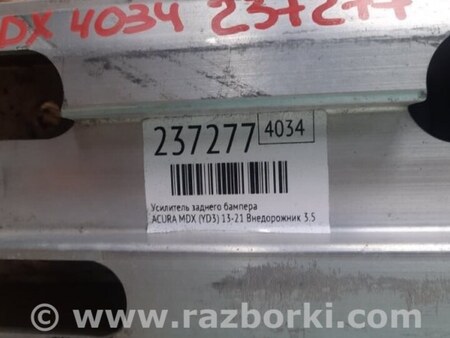 DX 4034 237277
237277 4034
Усилитель заднего бампера
ACURA MDX (YD3) 13-21 Внедорожник 3.5
www.razborki.com